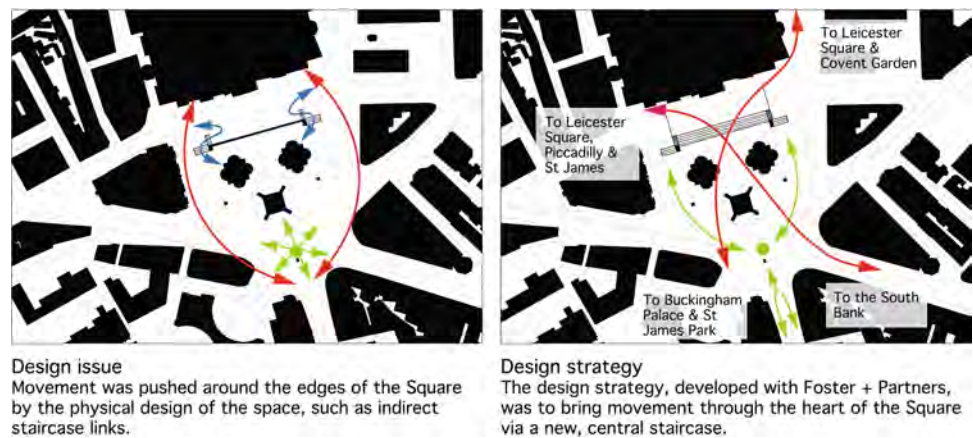 To Leicester
Square &
Covent Garden
To Leicester
Square,
Piccadilly &
St James
To Buckingham
Palace & St
James Park
To the South
Bank
Design issue
Movement was pushed around the edges of the Square
by the physical design of the space, such as indirect
staircase links.
Design strategy
The design strategy, developed with Foster + Partners,
was to bring movement through the heart of the Square
via a new, central staircase.